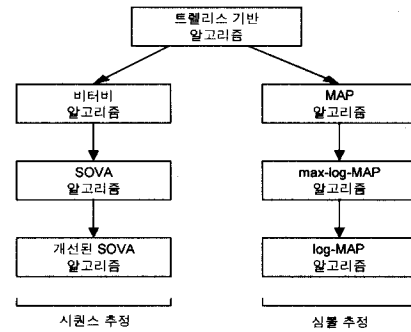 트렐리스 기반
알고리즘
비터비
알고리즘
MAP
알고리즘
SOVA
알고리즘
max-log-MAP
알고리즘
개선된 SOVA
알고리즘
log-MAP
알고리즘
시퀀스 추정
심볼 추정